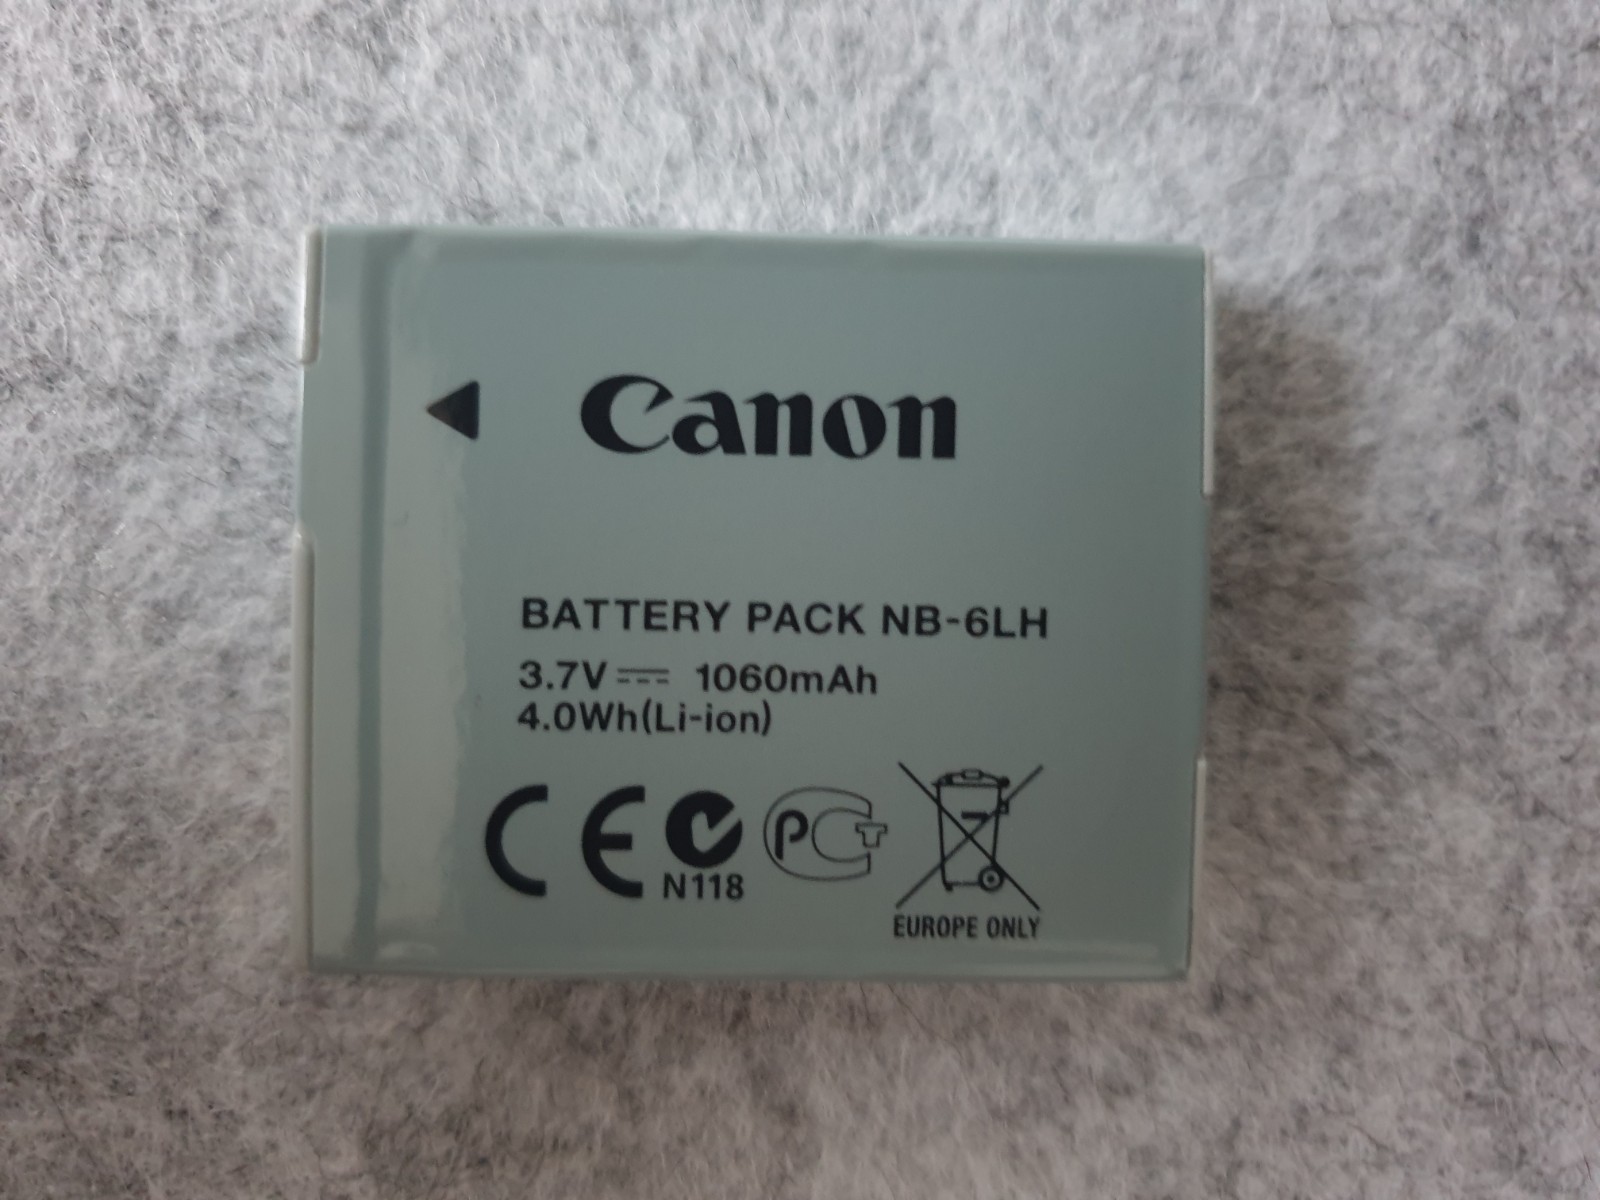 Canon
BATTERY PACK NB-6LH
3.7V 1060mAh
4.0Wh(Li-ion)
CE PCT
N118
EUROPE ONLY